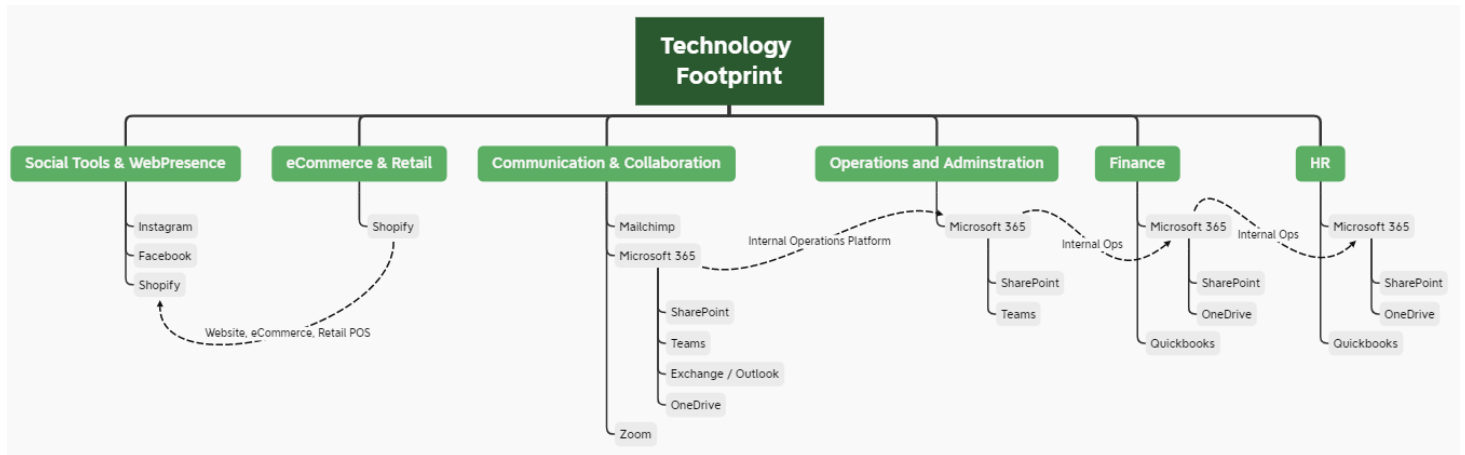 Technology
Footprint
Social Tools & WebPresence
Instagram
Facebook
Shopify
eCommerce & Retail
Shopify
Website, eCommerce, Retail POS
Communication & Collaboration
Mailchimp
Microsoft 365
SharePoint
Teams
Exchange / Outlook
OneDrive
Zoom
Internal Operations Platform
Operations and Adminstration
Microsoft 365
SharePoint
Teams
Internal Ops
Finance
Microsoft 365
SharePoint
OneDrive
Quickbooks
Internal Ops
HR
Microsoft 365
SharePoint
OneDrive
Quickbooks